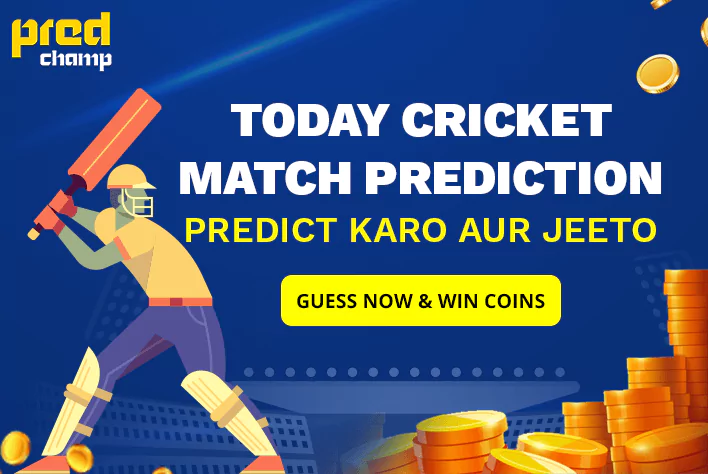 pred
champ
TODAY CRICKET
MATCH PREDICTION
PREDICT KARO AUR JEETO
GUESS NOW & WIN COINS